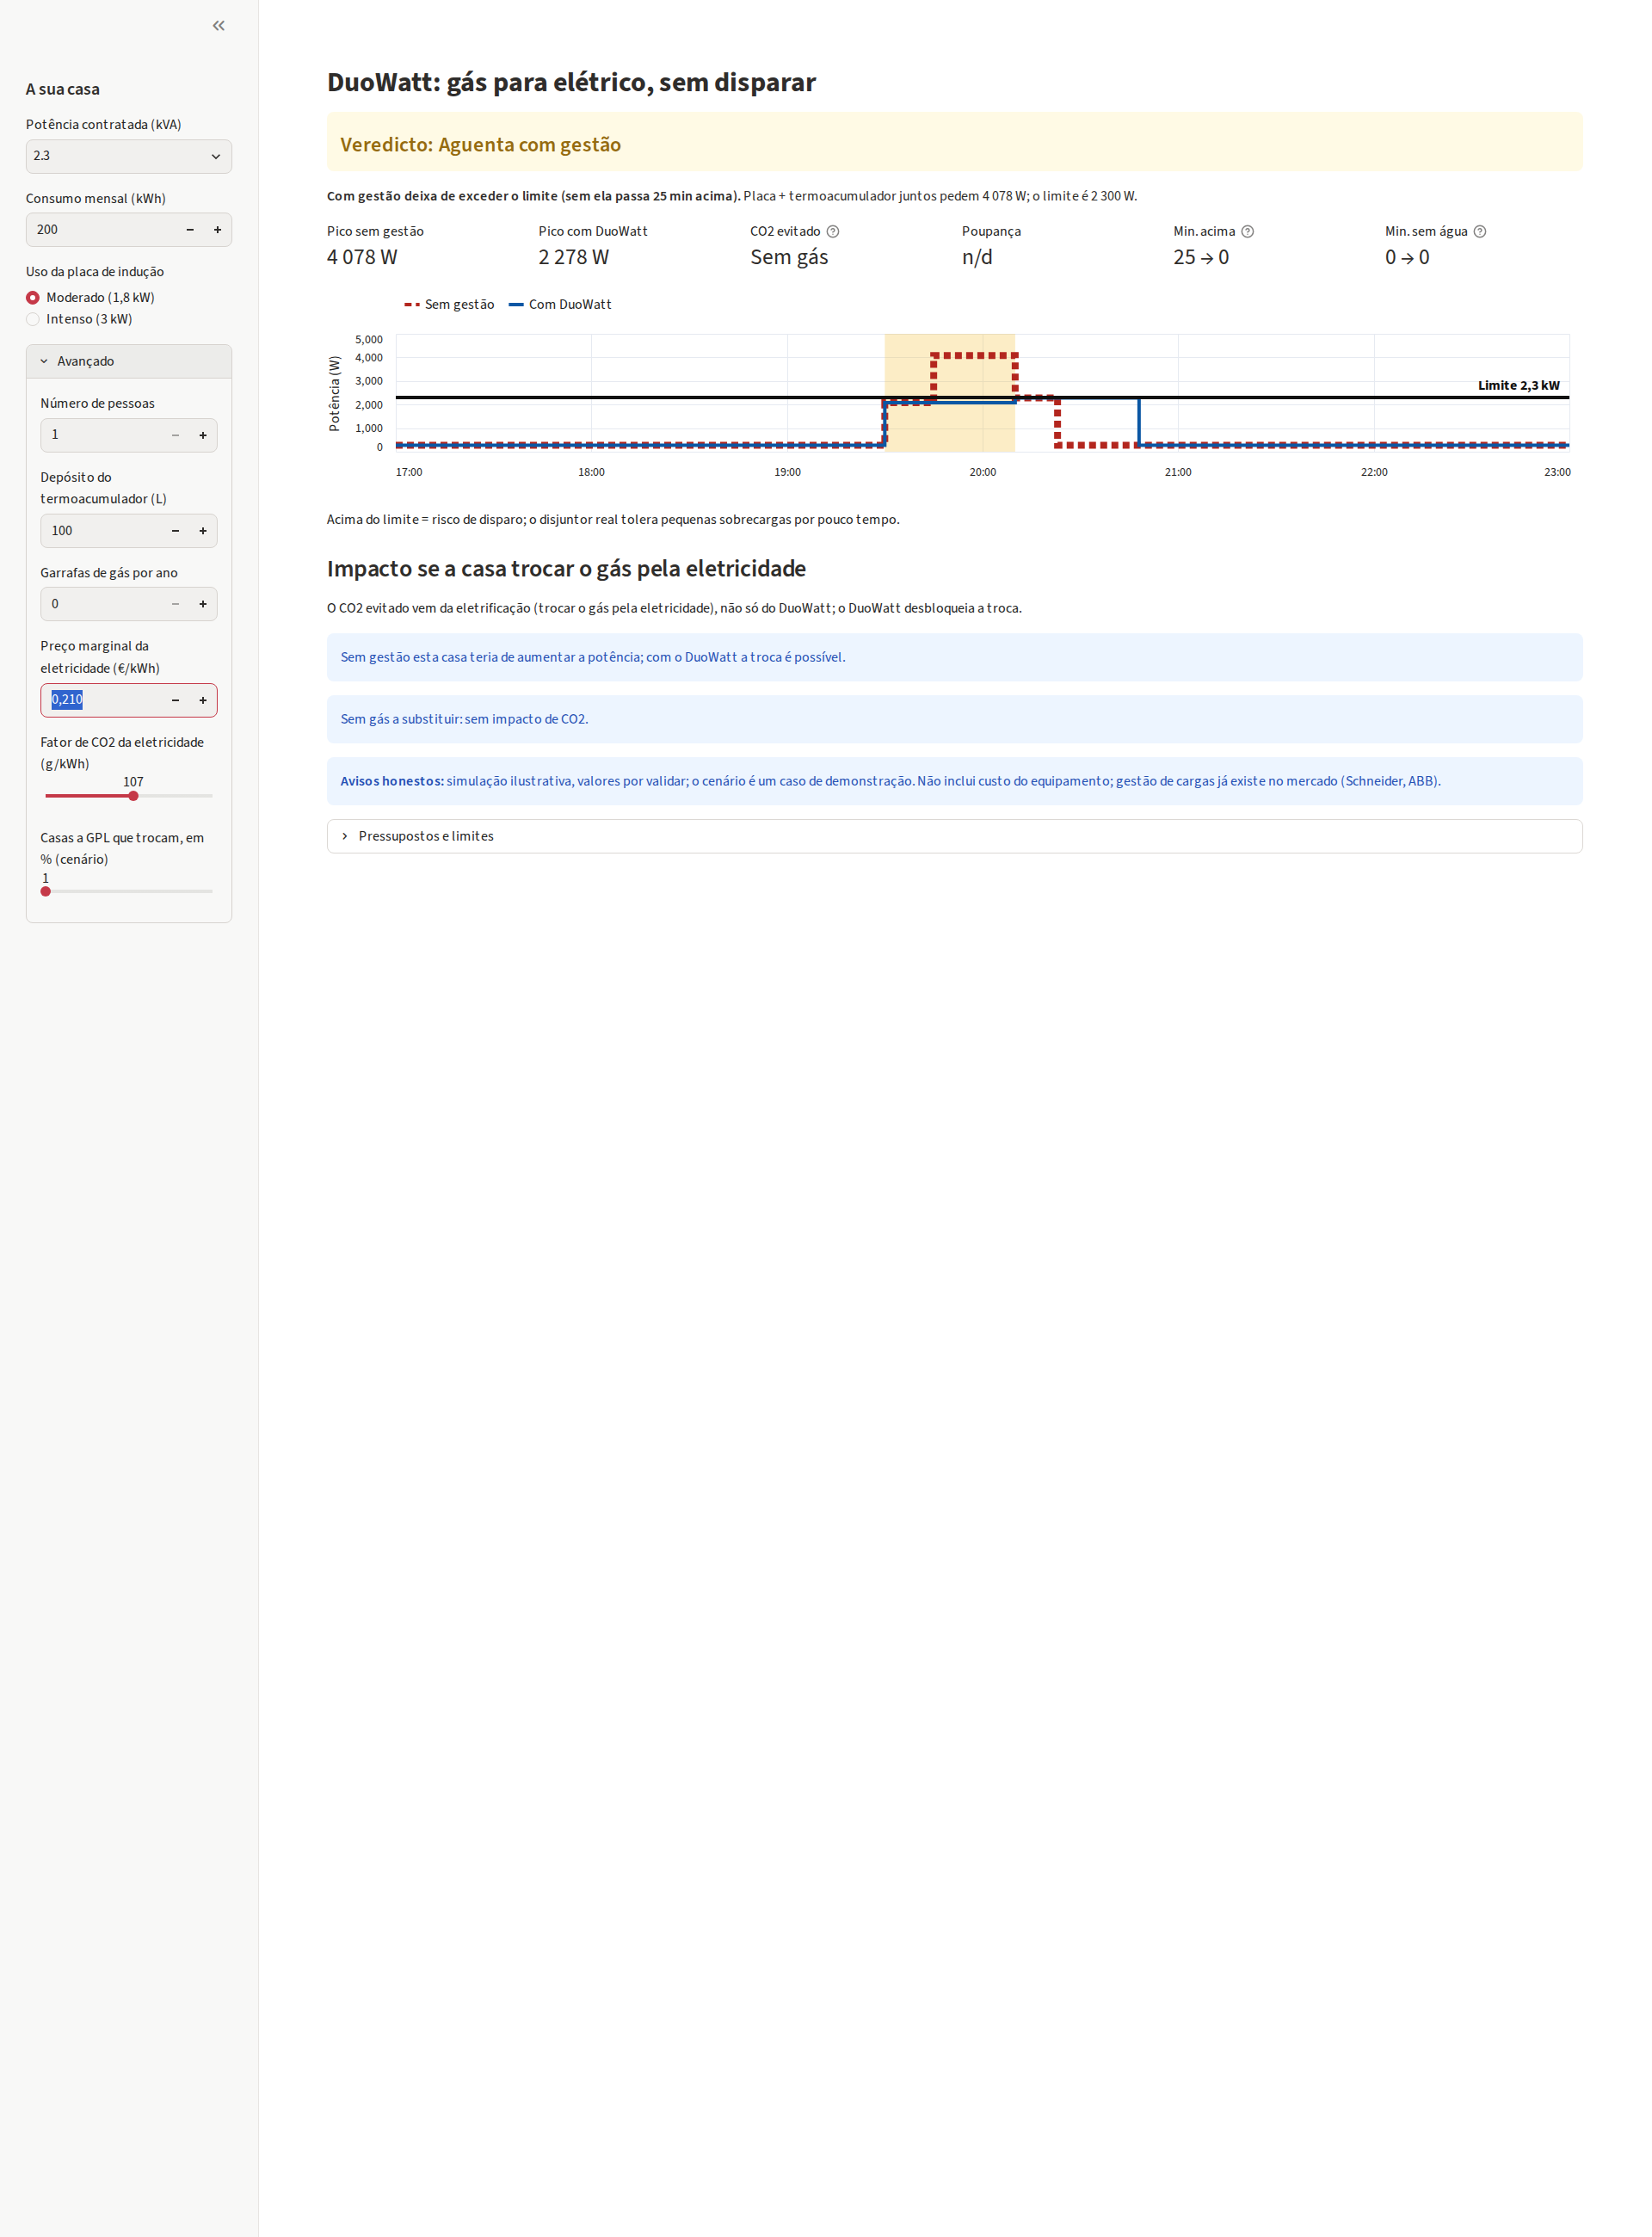 A sua casa
Potência contratada (kVA)
2.3
Consumo mensal (kWh)
200
Uso da placa de indução
Moderado (1,8 kW)
Intenso (3 kW)
Avançado
Número de pessoas
1
Depósito do
termoacumulador (L)
100
Garrafas de gás por ano
0
Preço marginal da
eletricidade (€/kWh)
0,210
Fator de CO2 da eletricidade
(g/kWh)
107
Casas a GPL que trocam, em
% (cenário)
1
DuoWatt: gás para elétrico, sem disparar
Veredicto: Aguenta com gestão
Com gestão deixa de exceder o limite (sem ela passa 25 min acima). Placa + termoacumulador juntos pedem 4 078 W; o limite é 2 300 W.
Pico sem gestão
4 078 W
Pico com DuoWatt
2 278 W
CO2 evitado
Sem gás
Poupança
n/d
Min. acima
25 → 0
Min. sem água
0 → 0
Sem gestão Com DuoWatt
Potência (W)
5,000
4,000
3,000
2,000
1,000
0
Limite 2,3 kW
17:00 18:00 19:00 20:00 21:00 22:00 23:00
Acima do limite = risco de disparo; o disjuntor real tolera pequenas sobrecargas por pouco tempo.
Impacto se a casa trocar o gás pela eletricidade
O CO2 evitado vem da eletrificação (trocar o gás pela eletricidade), não só do DuoWatt; o DuoWatt desbloqueia a troca.
Sem gestão esta casa teria de aumentar a potência; com o DuoWatt a troca é possível.
Sem gás a substituir: sem impacto de CO2.
Avisos honestos: simulação ilustrativa, valores por validar; o cenário é um caso de demonstração. Não inclui custo do equipamento; gestão de cargas já existe no mercado (Schneider, ABB).
Pressupostos e limites